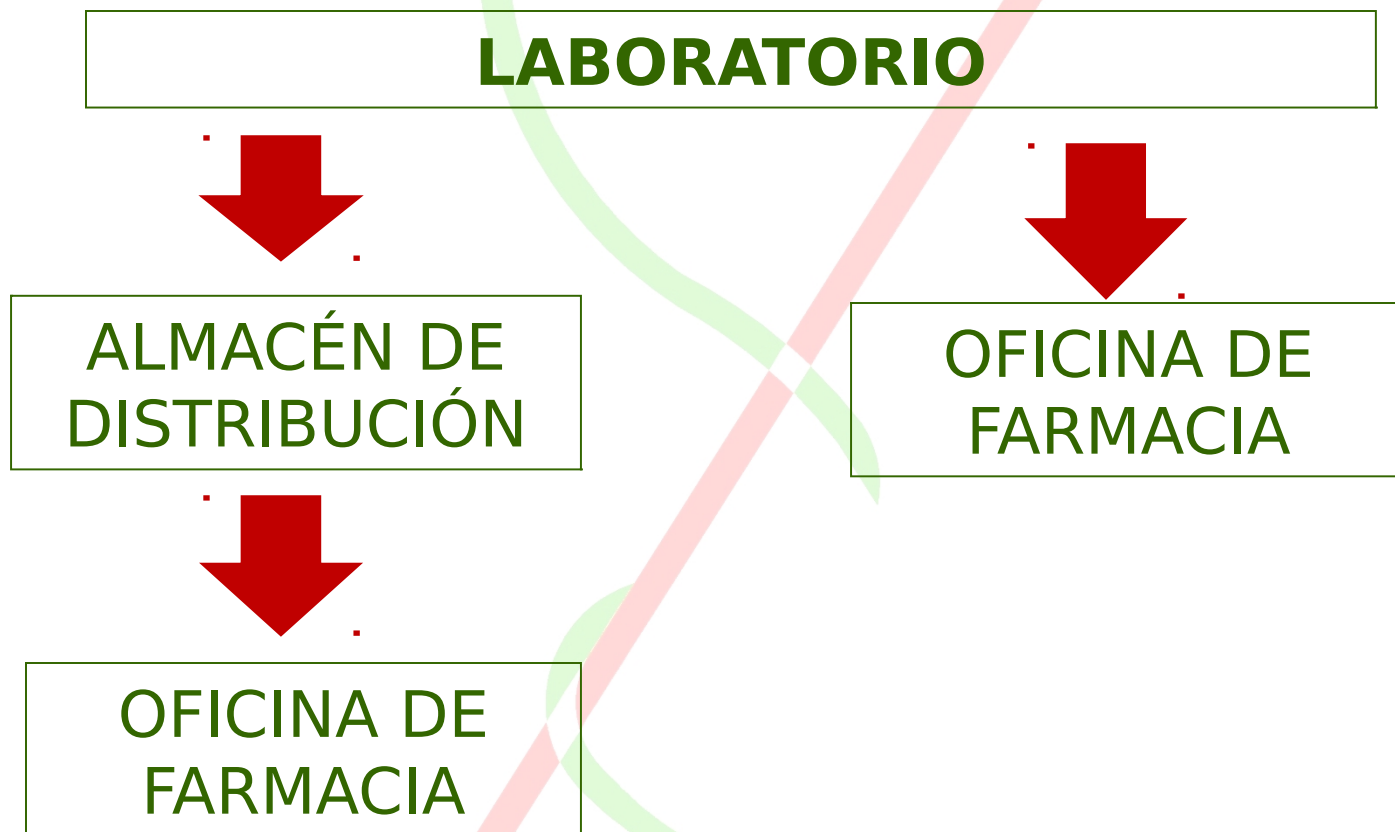 LABORATORIO
ALMACÉN DE
DISTRIBUCIÓN
OFICINA DE
FARMACIA
OFICINA DE
FARMACIA